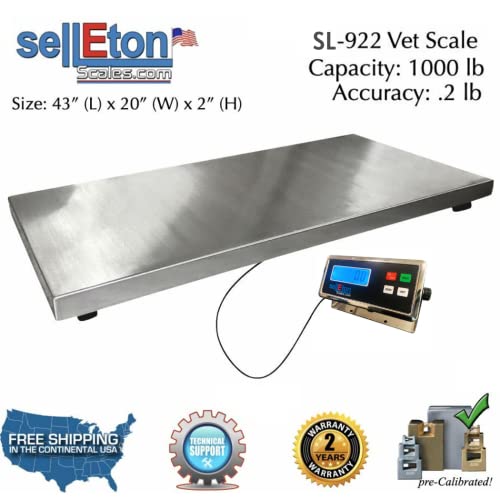 sellEton
Scales.com
SL-922 Vet Scale
Capacity: 1000 lb
Accuracy: .2 lb
Size: 43” (L) x 20” (W) x 2” (H)
FREE SHIPPING
IN THE CONTINENTAL USA
TECHNICAL
SUPPORT
WARRANTY
2
YEARS
WARRANTY
pre-Calibrated!